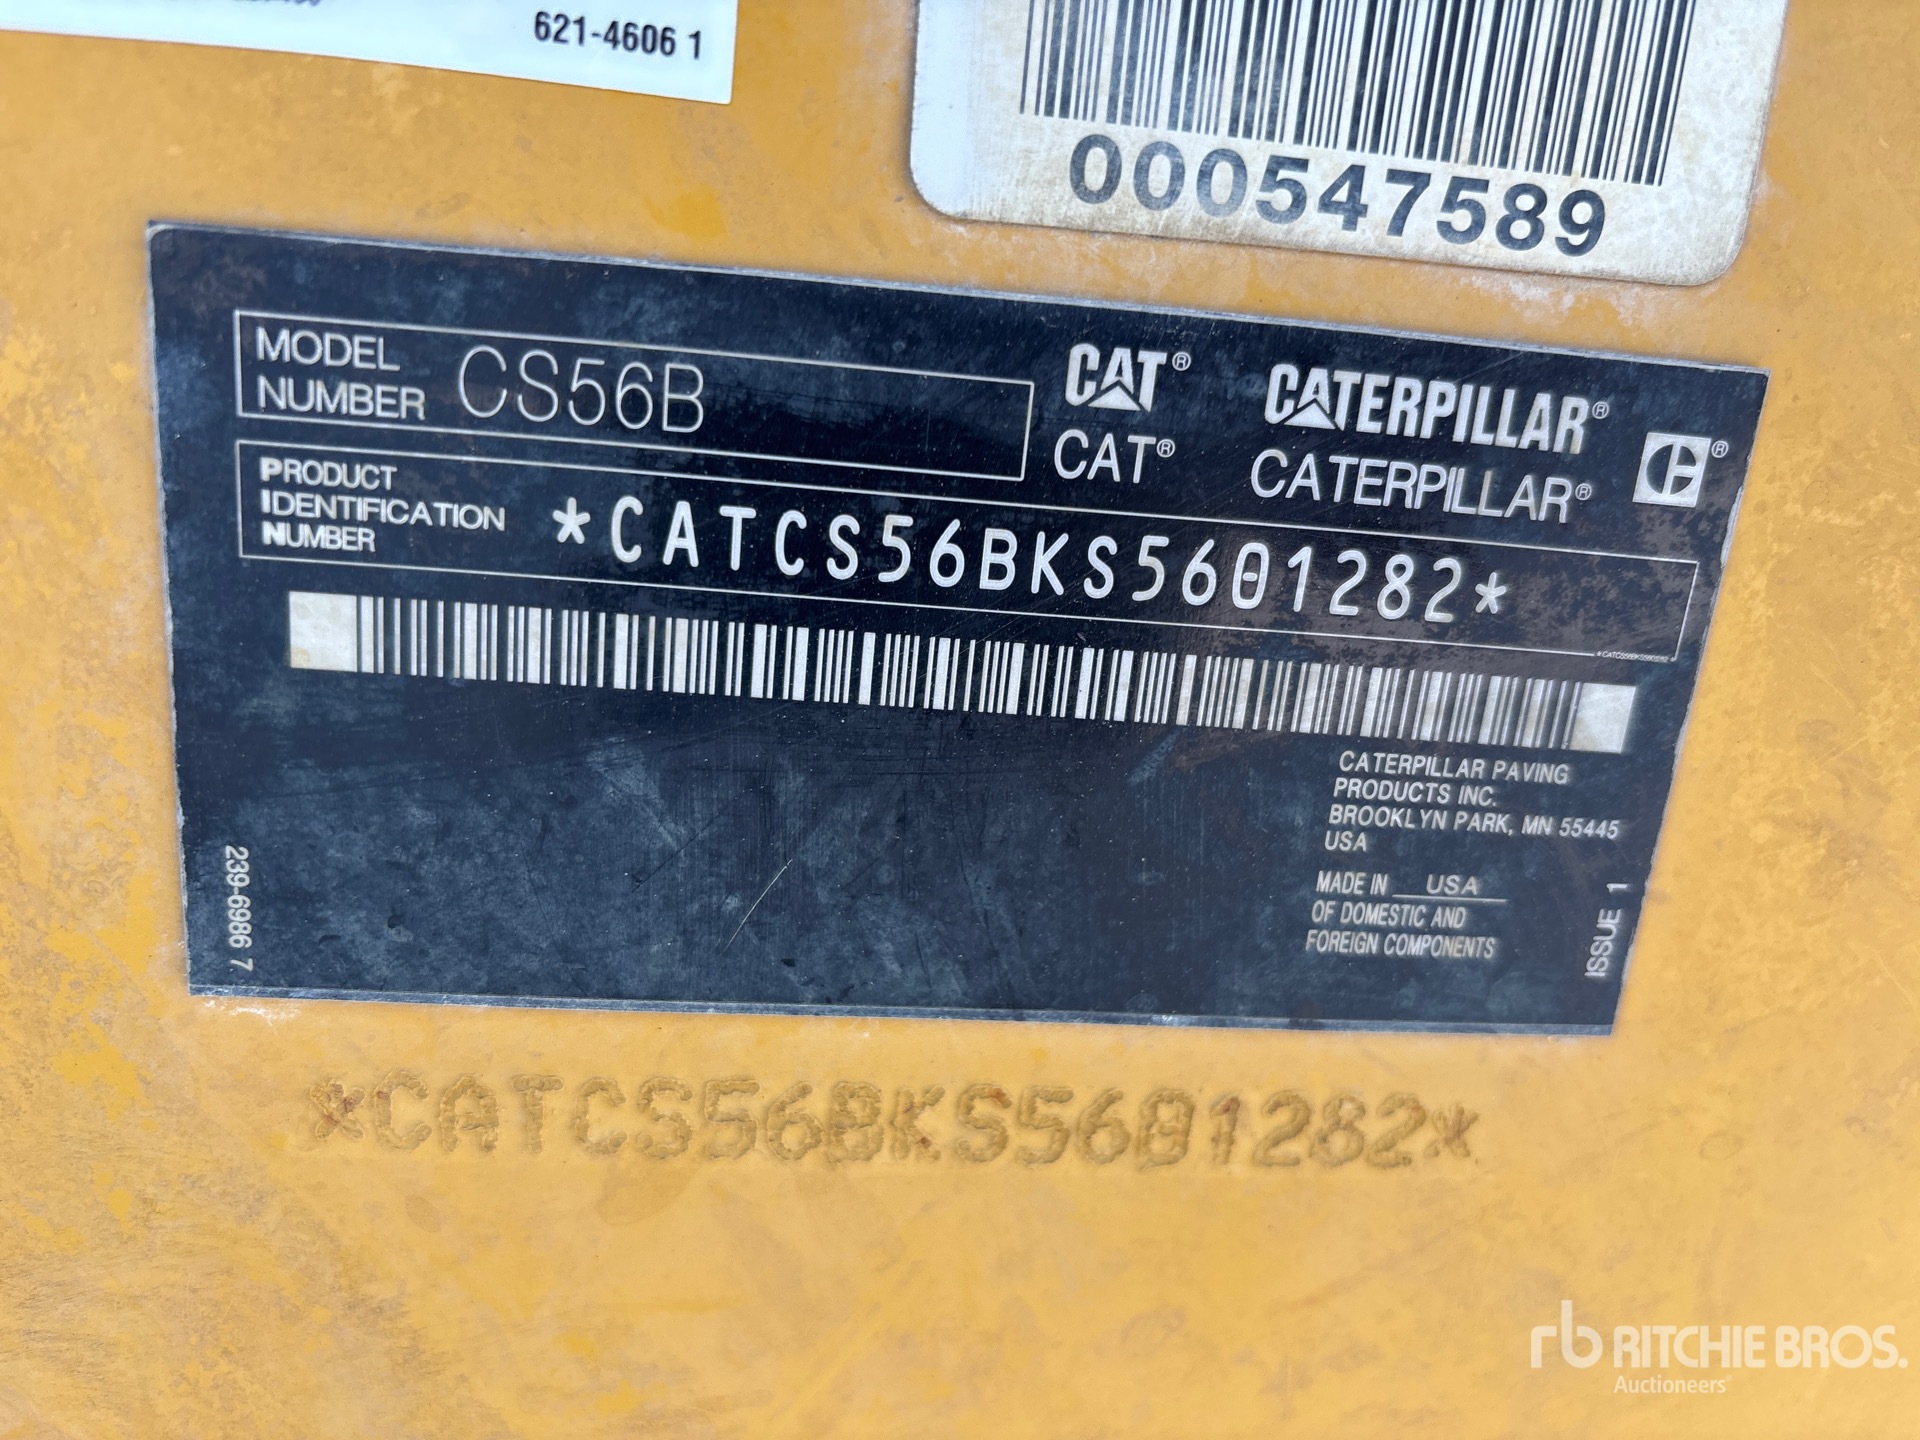 621-4606 1
000547589
MODEL
NUMBER CS56B
CAT® CATERPILLAR®
CAT® CATERPILLAR® ®
PRODUCT
IDENTIFICATION
NUMBER
*CATCS56BKS5601282*
*CATCS56BKS5601282
CATERPILLAR PAVING
PRODUCTS INC.
BROOKLYN PARK, MN 55445
USA
MADE IN USA
OF DOMESTIC AND
FOREIGN COMPONENTS
239-6986 7
ISSUE 1
*CATCS56BKS5601282*
rb RITCHIE BROS.
Auctioneers